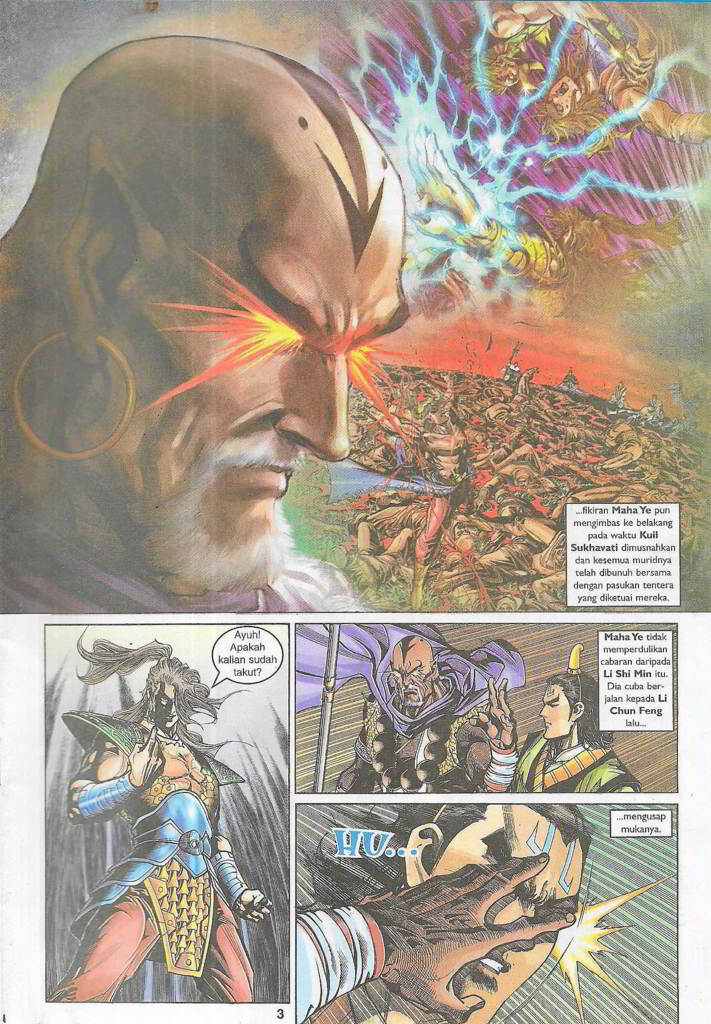 ...fikiran Maha Ye pun
mengimbas ke belakang
pada waktu Kuil
Sukhavati dimusnahkan
dan kesemua muridnya
telah dibunuh bersama
dengan pasukan tentera
yang diketuai mereka.
Ayuh!
Apakah
kalian sudah
takut?
Maha Ye tidak
memperdulikan
cabaran daripada
Li Shi Min itu.
Dia cuba ber-
jalan kepada Li
Chun Feng
lalu...
...mengusap
mukanya.
HU...
3